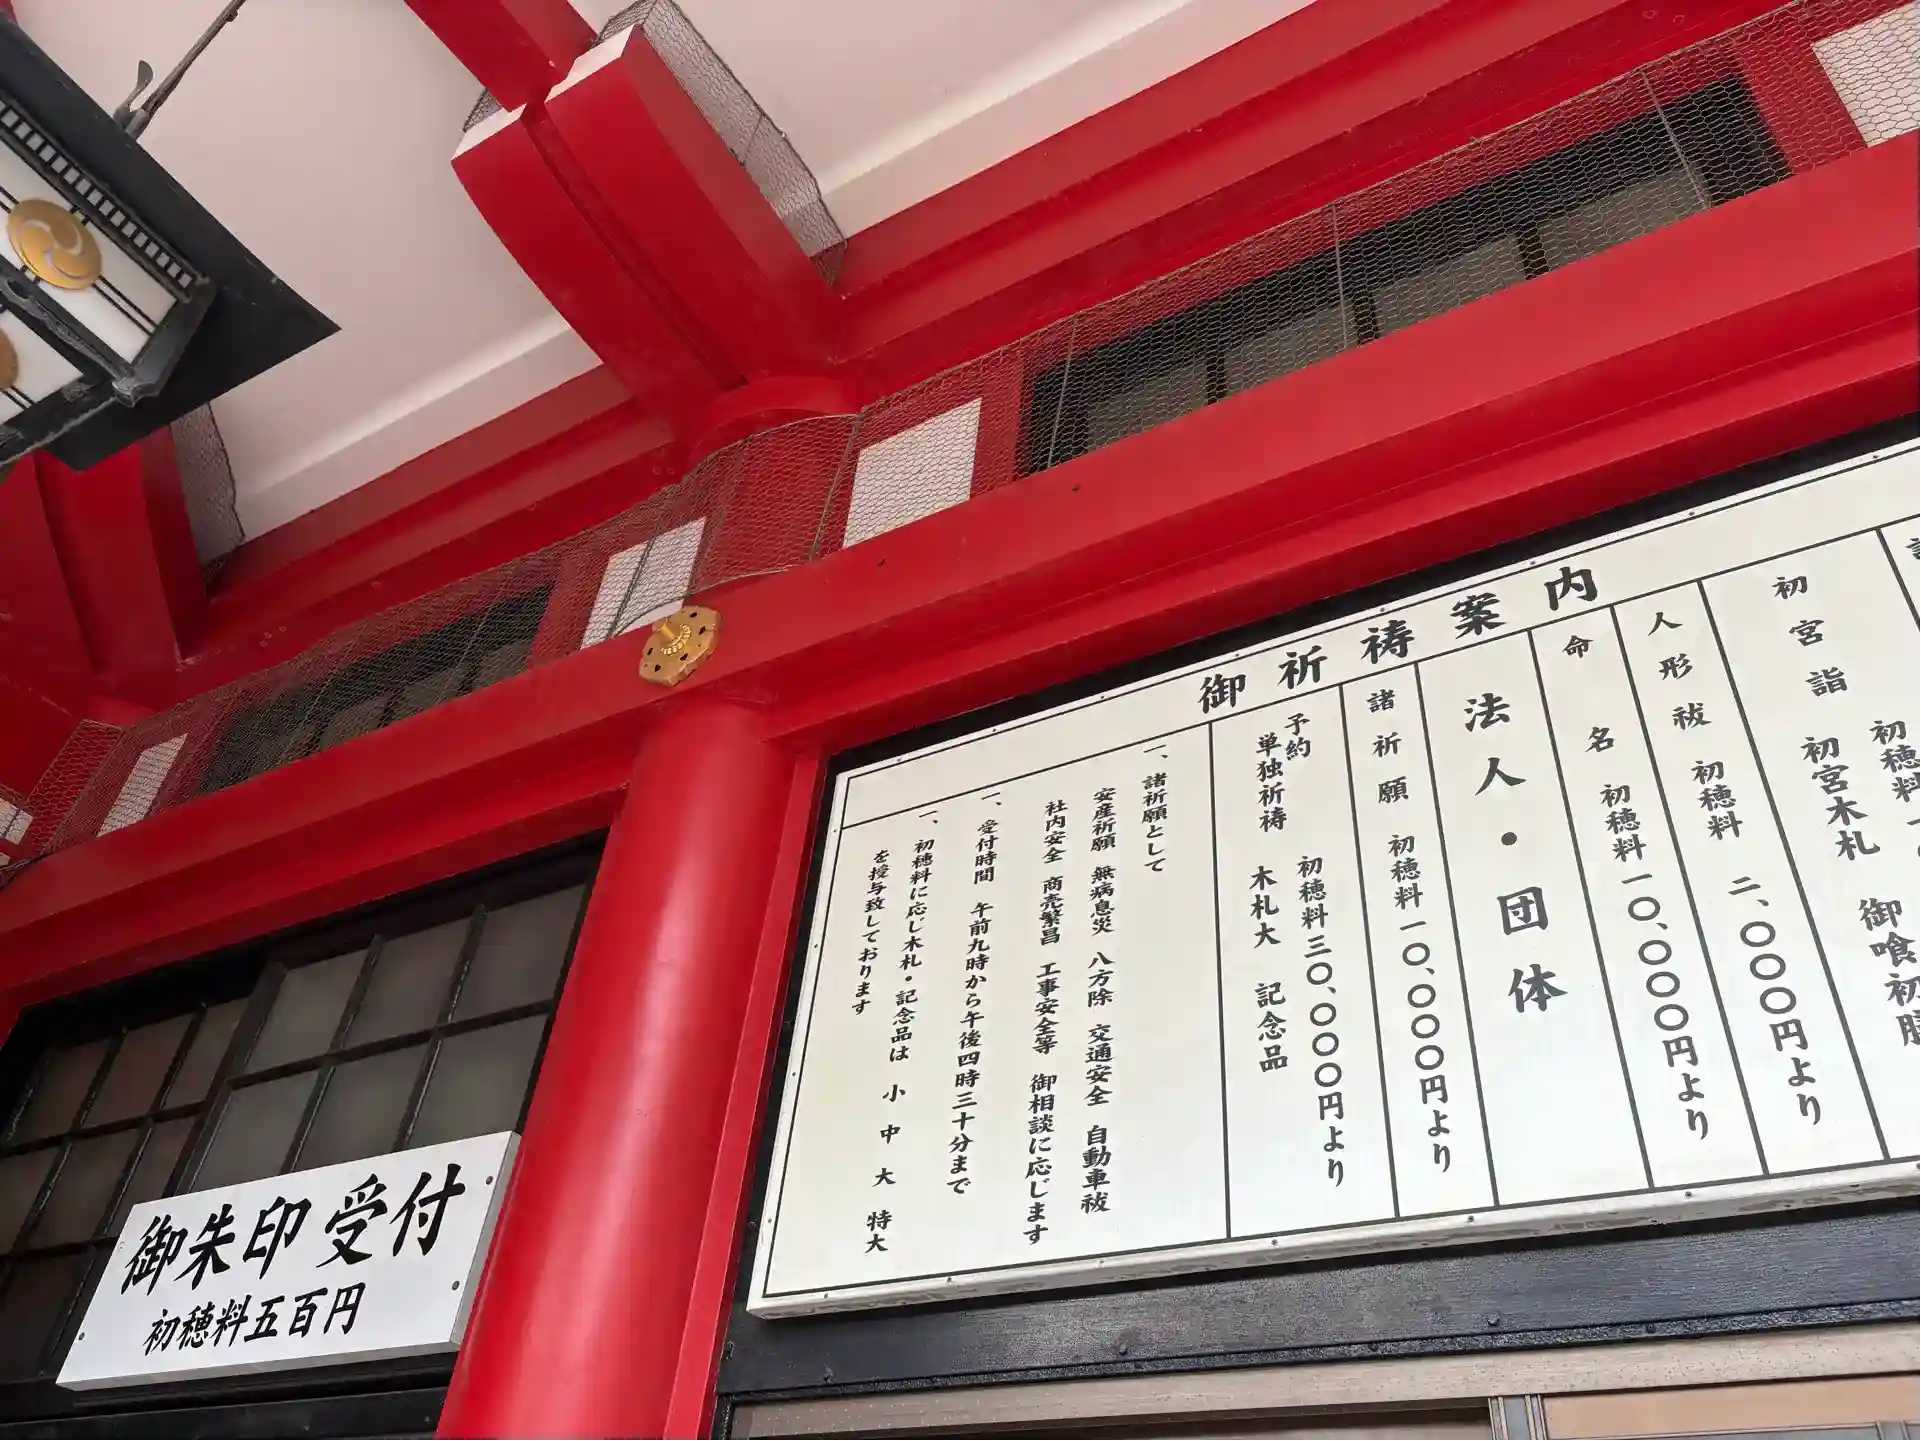 御祈祷案内
初宮詣　初宮木札　御喰初膳
初穂料一
人形祓　初穂料　二、〇〇〇円より
命名　初穂料一〇、〇〇〇円より
法人・団体
諸祈願　初穂料一〇、〇〇〇円より
予約
単独祈祷　初穂料三〇、〇〇〇円より
木札大　記念品
一、諸祈願として
安産祈願　無病息災　八方除　交通安全　自動車祓
社内安全　商売繁昌　工事安全等　御相談に応じます
一、受付時間　午前九時から午後四時三十分まで
一、初穂料に応じ木札・記念品は　小　中　大　特大
を授与致しております
御朱印受付
初穂料五百円